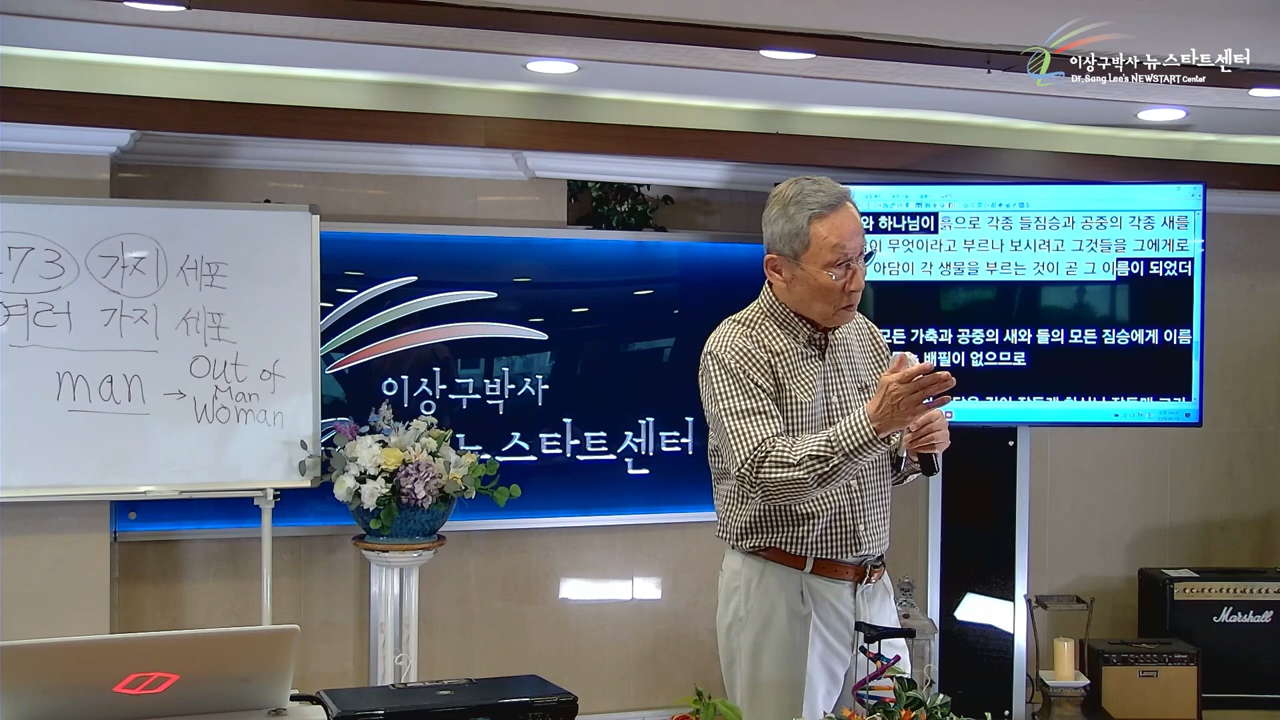 이상구박사 뉴스타트센터
Dr. Sang Lee's NEWSTART Center
73 가지 세포
여러 가지 세포
man → Out of
Man
Woman
이상구박사
뉴스타트센터
와 하나님이 흙으로 각종 들짐승과 공중의 각종 새를
무엇이라고 부르나 보시려고 그것들을 그에게로
아담이 각 생물을 부르는 것이 곧 그 이름이 되었더
모든 가축과 공중의 새와 들의 모든 짐승에게 이름
배필이 없으므로
Marshall
Laney